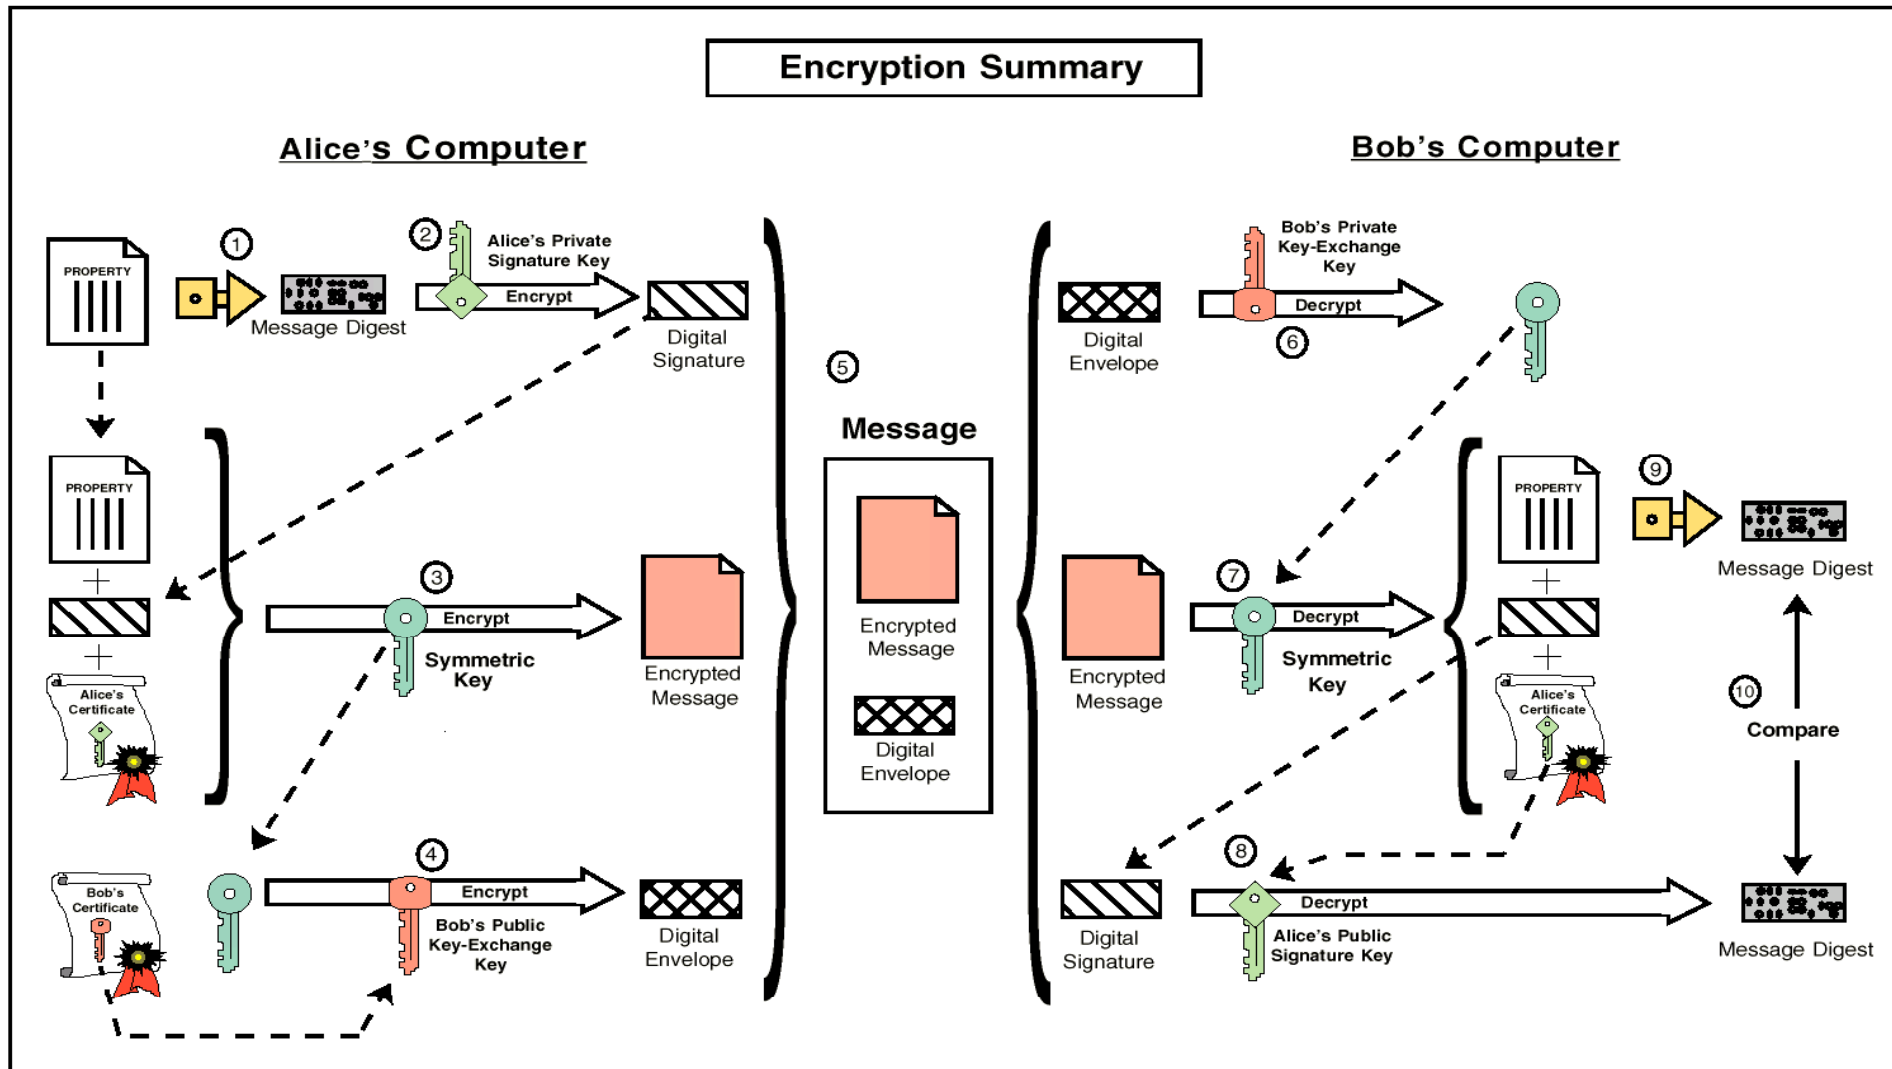 Encryption Summary
Alice's Computer
Bob's Computer
PROPERTY
1
Message Digest
2
Alice's Private
Signature Key
Encrypt
Digital
Signature
PROPERTY
+
+
Alice's
Certificate
3
Encrypt
Symmetric
Key
Encrypted
Message
Bob's
Certificate
4
Encrypt
Bob's Public
Key-Exchange
Key
Digital
Envelope
5
Message
Encrypted
Message
Digital
Envelope
Digital
Envelope
Bob's Private
Key-Exchange
Key
Decrypt
6
Encrypted
Message
7
Decrypt
Symmetric
Key
PROPERTY
+
+
Alice's
Certificate
9
Message Digest
10
Compare
Digital
Signature
8
Decrypt
Alice's Public
Signature Key
Message Digest